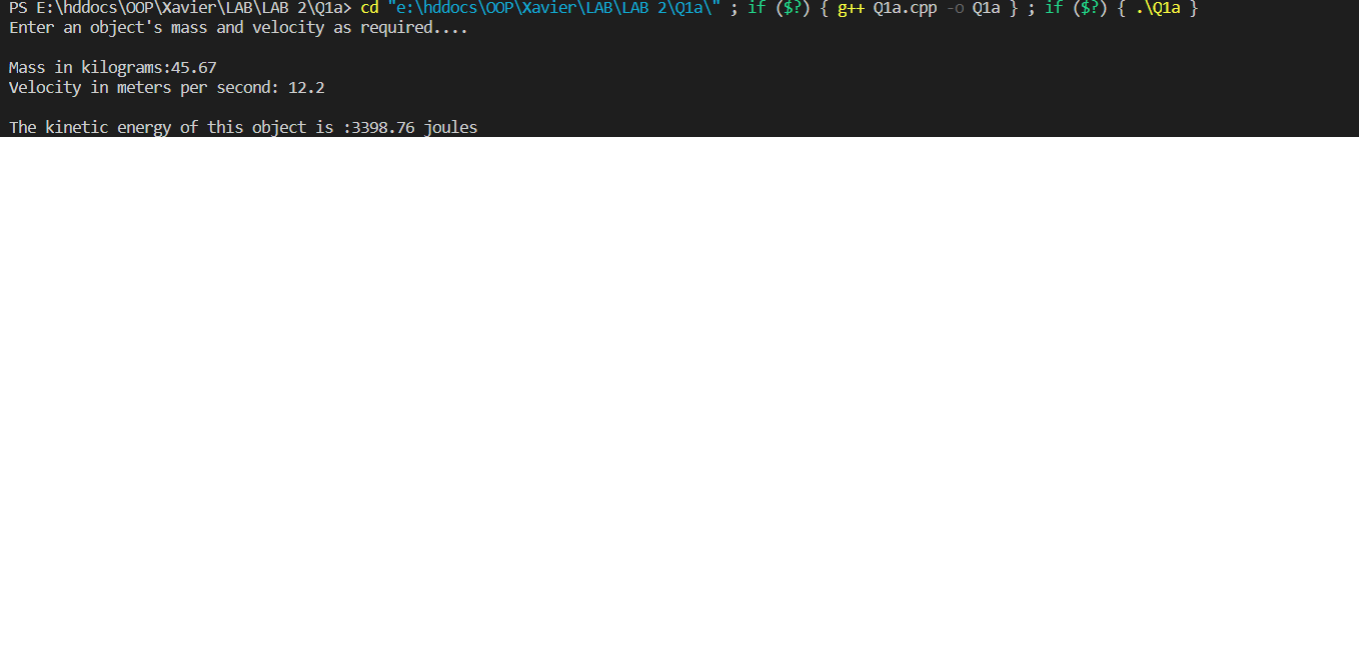 PS E:\hddocs\OOP\Xavier\LAB\LAB 2\Q1a> cd "e:\hddocs\OOP\Xavier\LAB\LAB 2\Q1a\" ; if ($?) { g++ Q1a.cpp -o Q1a } ; if ($?) { .\Q1a }
Enter an object's mass and velocity as required....
Mass in kilograms:45.67
Velocity in meters per second: 12.2
The kinetic energy of this object is :3398.76 joules